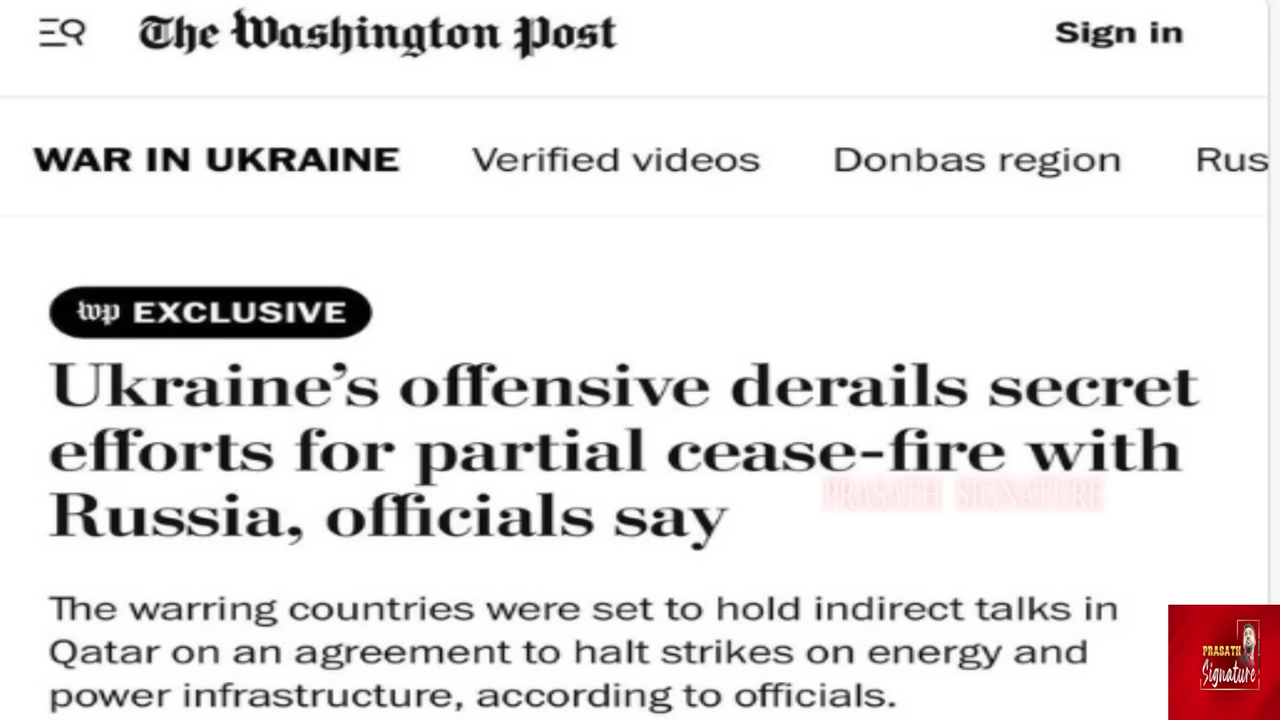 The Washington Post
Sign in
WAR IN UKRAINE Verified videos Donbas region Rus
wp EXCLUSIVE
Ukraine’s offensive derails secret
efforts for partial cease-fire with
PRASATH SIGNATURE
Russia, officials say
The warring countries were set to hold indirect talks in
Qatar on an agreement to halt strikes on energy and
power infrastructure, according to officials.
PRASATH
Signature